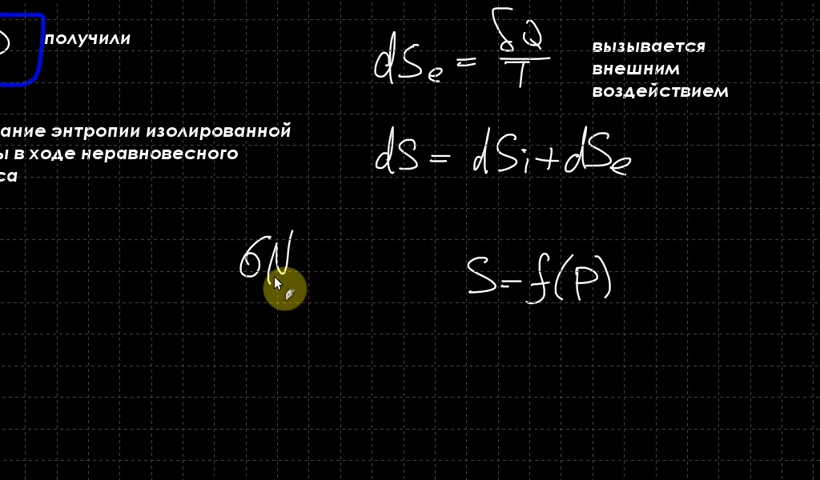 получили
dSe = δQ/T
вызывается
внешним
воздействием
ание энтропии изолированной
ы в ходе неравновесного
са
dS = dSi + dSe
6N
S = f(P)